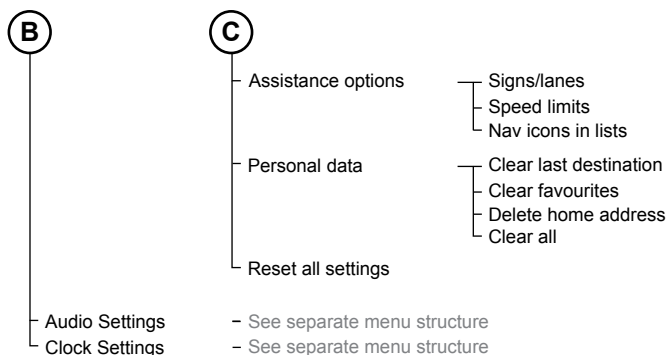 B C
Assistance options Signs/lanes
Speed limits
Nav icons in lists
Personal data Clear last destination
Clear favourites
Delete home address
Clear all
Reset all settings
Audio Settings – See separate menu structure
Clock Settings – See separate menu structure